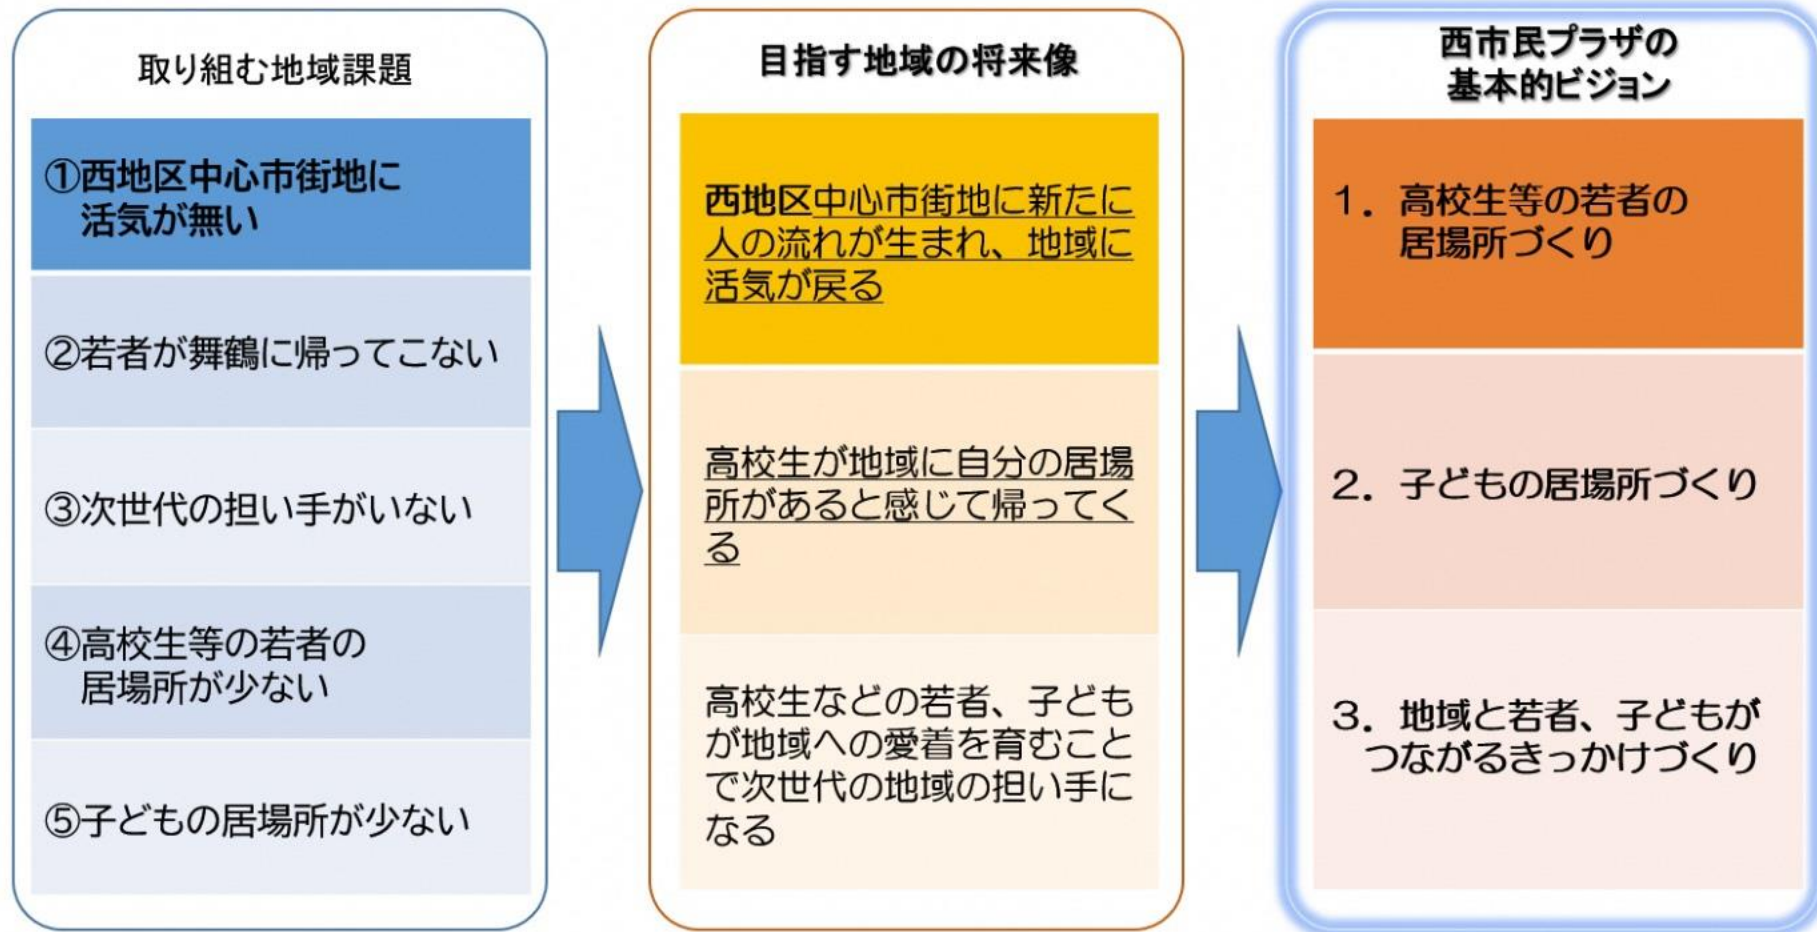 取り組む地域課題
①西地区中心市街地に
活気が無い
②若者が舞鶴に帰ってこない
③次世代の担い手がいない
④高校生等の若者の
居場所が少ない
⑤子どもの居場所が少ない
目指す地域の将来像
西地区中心市街地に新たに
人の流れが生まれ、地域に
活気が戻る
高校生が地域に自分の居場
所があると感じて帰ってく
る
高校生などの若者、子ども
が地域への愛着を育むこと
で次世代の地域の担い手に
なる
西市民プラザの
基本的ビジョン
1．高校生等の若者の
居場所づくり
2．子どもの居場所づくり
3．地域と若者、子どもが
つながるきっかけづくり